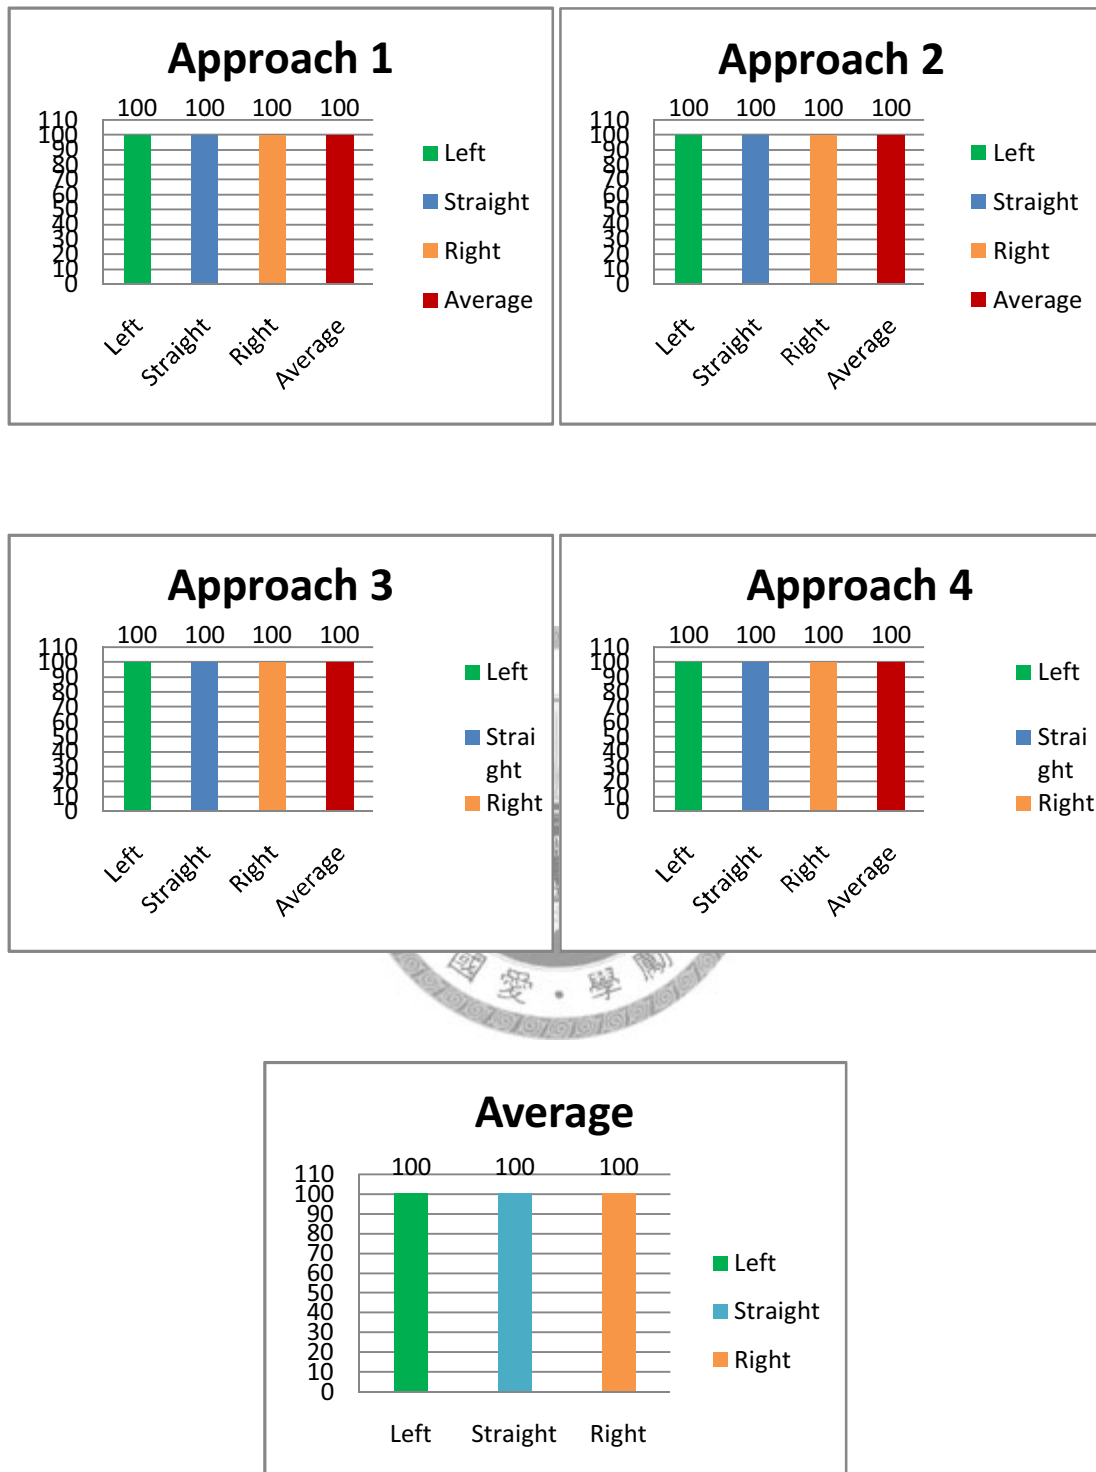 Approach 1
100 100 100 100
110
100
90
80
70
60
50
40
30
20
10
0
Left
Straight
Right
Average
Left
Straight
Right
Average
Approach 2
100 100 100 100
110
100
90
80
70
60
50
40
30
20
10
0
Left
Straight
Right
Average
Left
Straight
Right
Average
Approach 3
100 100 100 100
110
100
90
80
70
60
50
40
30
20
10
0
Left
Straight
Right
Average
Left
Strai
ght
Right
Approach 4
100 100 100 100
110
100
90
80
70
60
50
40
30
20
10
0
Left
Straight
Right
Average
Left
Strai
ght
Right
國愛・學勵
Average
100 100 100
110
100
90
80
70
60
50
40
30
20
10
0
Left Straight Right
Left
Straight
Right